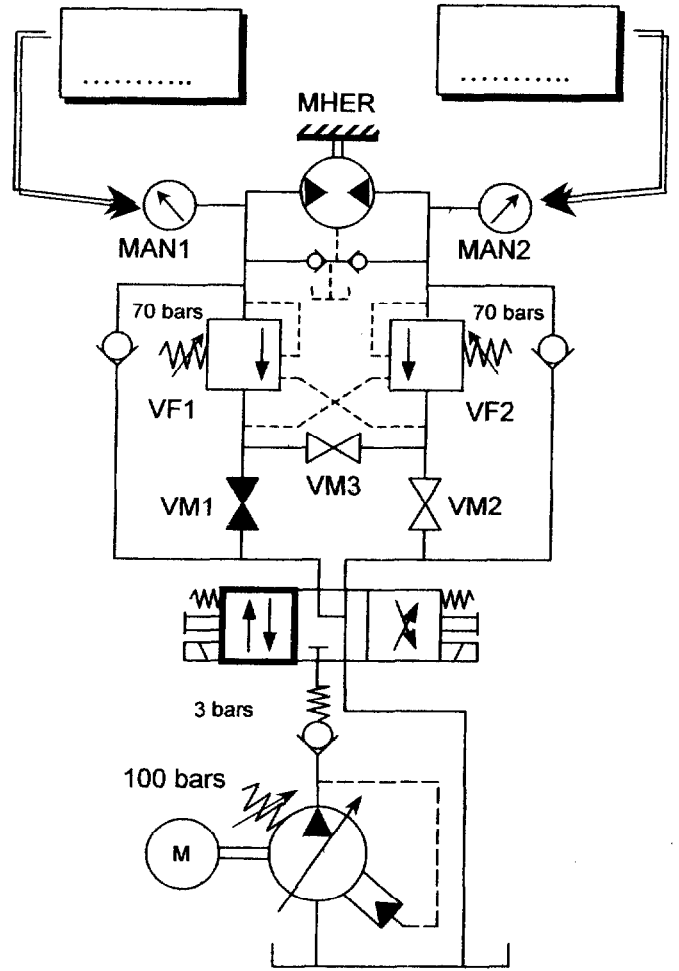 ...........
...........
MHER
MAN1
MAN2
70 bars
70 bars
VF1
VF2
VM3
VM1
VM2
3 bars
100 bars
M